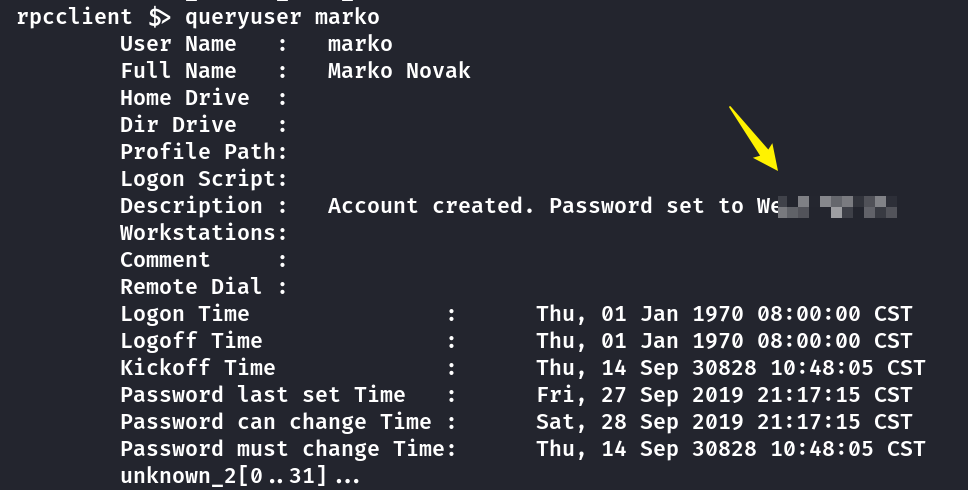 rpcclient $> queryuser marko
User Name   :   marko
Full Name   :   Marko Novak
Home Drive  :
Dir Drive   :
Profile Path:
Logon Script:
Description :   Account created. Password set to We
Workstations:
Comment     :
Remote Dial :
Logon Time               :      Thu, 01 Jan 1970 08:00:00 CST
Logoff Time              :      Thu, 01 Jan 1970 08:00:00 CST
Kickoff Time             :      Thu, 14 Sep 30828 10:48:05 CST
Password last set Time   :      Fri, 27 Sep 2019 21:17:15 CST
Password can change Time :      Sat, 28 Sep 2019 21:17:15 CST
Password must change Time:      Thu, 14 Sep 30828 10:48:05 CST
unknown_2[0..31]...